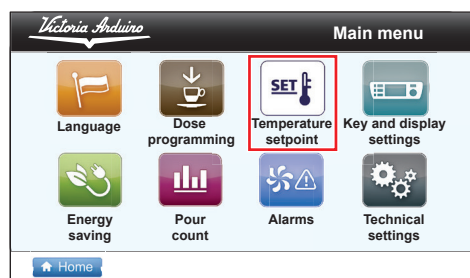 Victoria Arduino
Main menu
SET
Language
Dose
programming
Temperature
setpoint
Key and display
settings
Energy
saving
Pour
count
Alarms
Technical
settings
Home